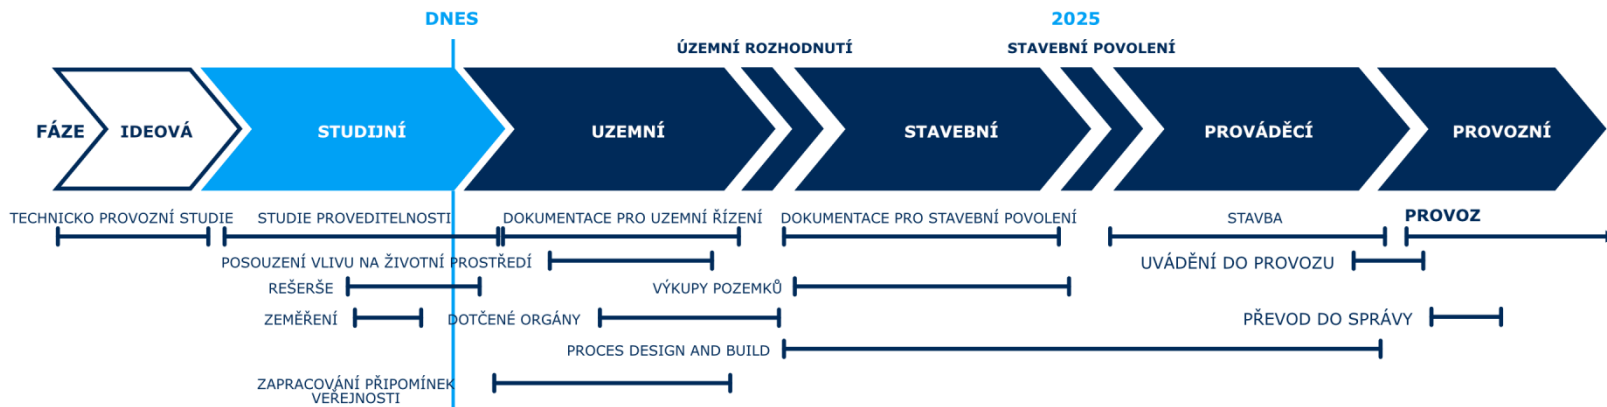 DNES
2025
ÚZEMNÍ ROZHODNUTÍ
STAVEBNÍ POVOLENÍ
FÁZE
IDEOVÁ
STUDIJNÍ
UZEMNÍ
STAVEBNÍ
PROVÁDĚCÍ
PROVOZNÍ
TECHNICKO PROVOZNÍ STUDIE
STUDIE PROVEDITELNOSTI
DOKUMENTACE PRO UZEMNÍ ŘÍZENÍ
DOKUMENTACE PRO STAVEBNÍ POVOLENÍ
STAVBA
PROVOZ
POSOUZENÍ VLIVU NA ŽIVOTNÍ PROSTŘEDÍ
UVÁDĚNÍ DO PROVOZU
REŠERŠE
VÝKUPY POZEMKŮ
ZEMĚŘENÍ
DOTČENÉ ORGÁNY
PŘEVOD DO SPRÁVY
PROCES DESIGN AND BUILD
ZAPRACOVÁNÍ PŘIPOMÍNEK
VEŘEJNOSTI